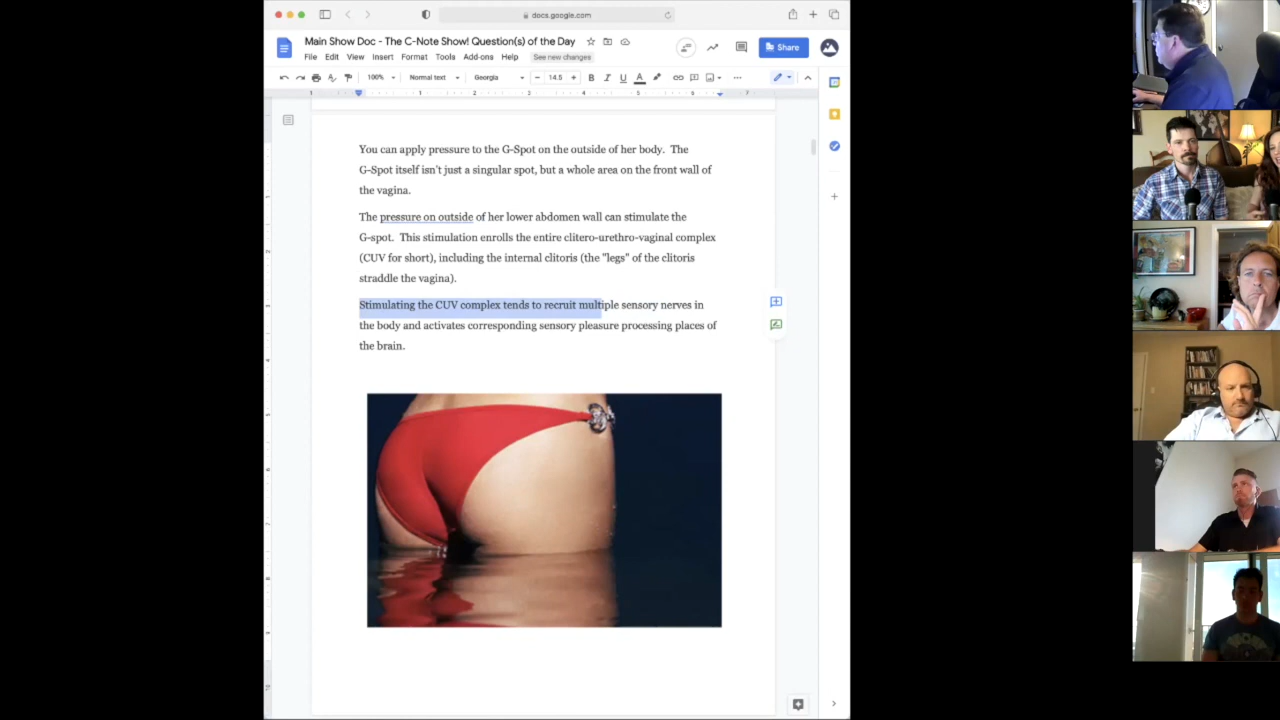 docs.google.com
Main Show Doc - The C-Note Show! Question(s) of the Day
Share
File Edit View Insert Format Tools Add-ons Help See new changes
100% Normal text Georgia 14.5 B I U A
You can apply pressure to the G-Spot on the outside of her body. The
G-Spot itself isn't just a singular spot, but a whole area on the front wall of
the vagina.
The pressure on outside of her lower abdomen wall can stimulate the
G-spot. This stimulation enrolls the entire clitero-urethro-vaginal complex
(CUV for short), including the internal clitoris (the "legs" of the clitoris
straddle the vagina).
Stimulating the CUV complex tends to recruit multiple sensory nerves in
the body and activates corresponding sensory pleasure processing places of
the brain.